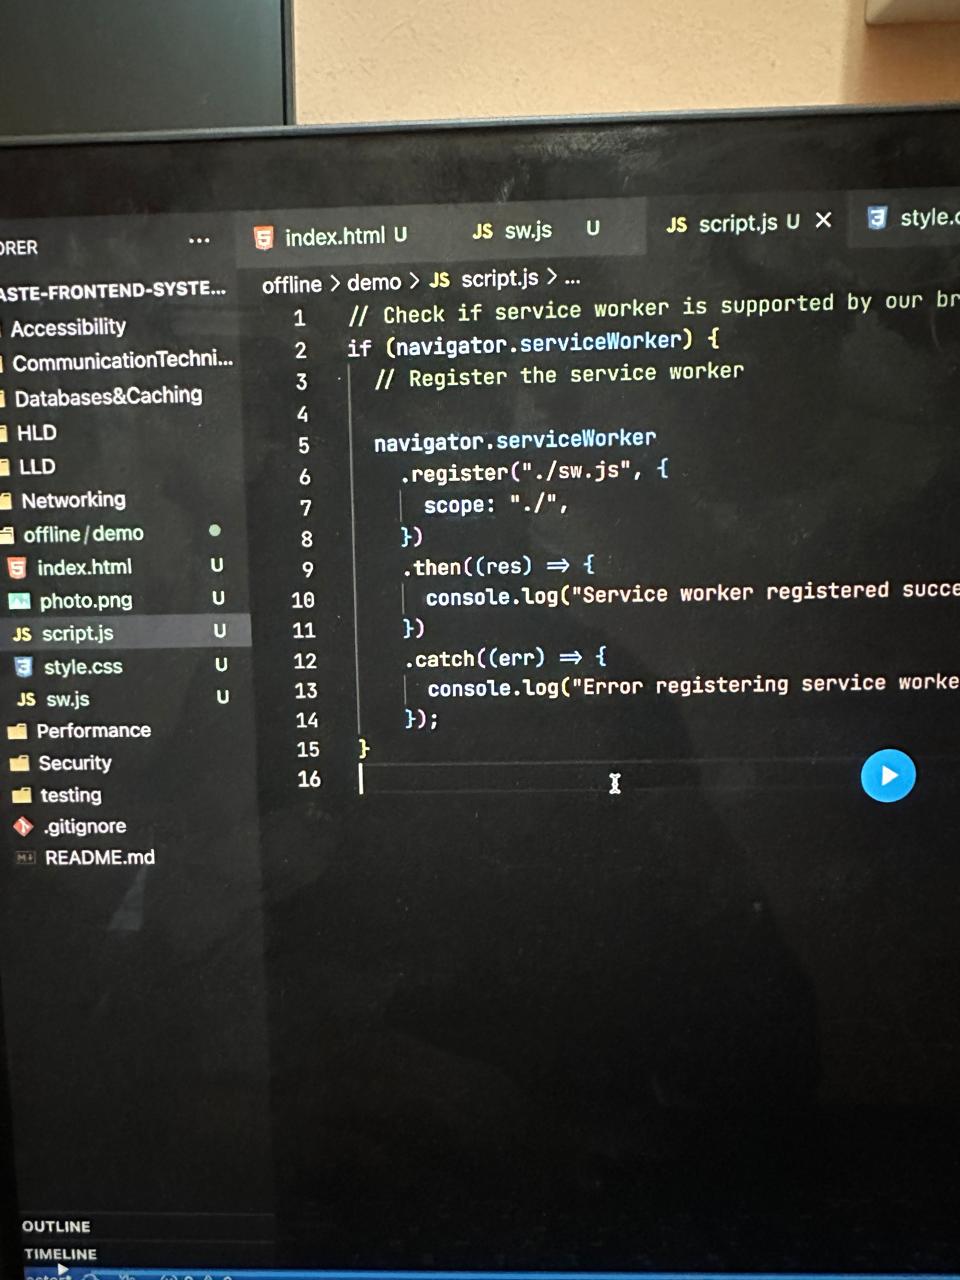 ORER ...
ASTE-FRONTEND-SYSTE...
Accessibility
CommunicationTechni...
Databases&Caching
HLD
LLD
Networking
offline/demo
index.html U
photo.png U
JS script.js U
style.css U
JS sw.js U
Performance
Security
testing
.gitignore
README.md
OUTLINE
TIMELINE
index.html U JS sw.js U JS script.js U style.c
offline > demo > JS script.js > ...
1 // Check if service worker is supported by our br
2 if (navigator.serviceWorker) {
3 // Register the service worker
4
5 navigator.serviceWorker
6 .register("./sw.js", {
7 scope: "./",
8 })
9 .then((res) => {
10 console.log("Service worker registered succe
11 })
12 .catch((err) => {
13 console.log("Error registering service worke
14 });
15 }
16